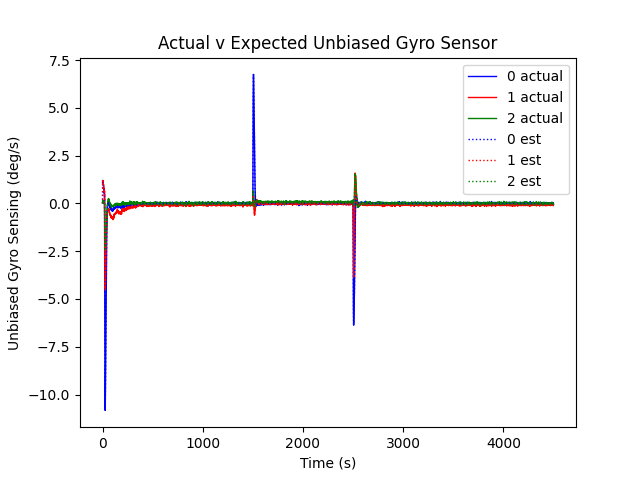 Actual v Expected Unbiased Gyro Sensor
Unbiased Gyro Sensing (deg/s)
7.5
5.0
2.5
0.0
−2.5
−5.0
−7.5
−10.0
0 actual
1 actual
2 actual
0 est
1 est
2 est
0
1000
2000
3000
4000
Time (s)